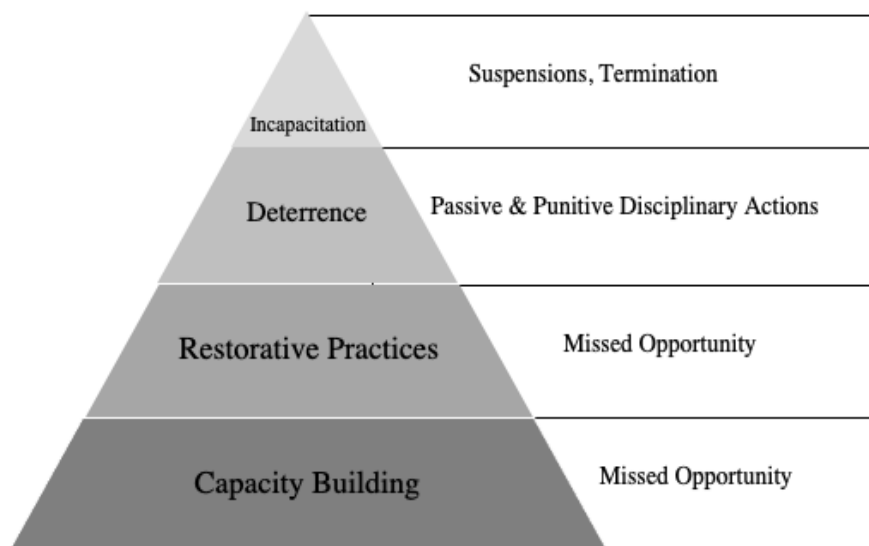 Suspensions, Termination
Incapacitation
Deterrence
Passive & Punitive Disciplinary Actions
Restorative Practices
Missed Opportunity
Capacity Building
Missed Opportunity